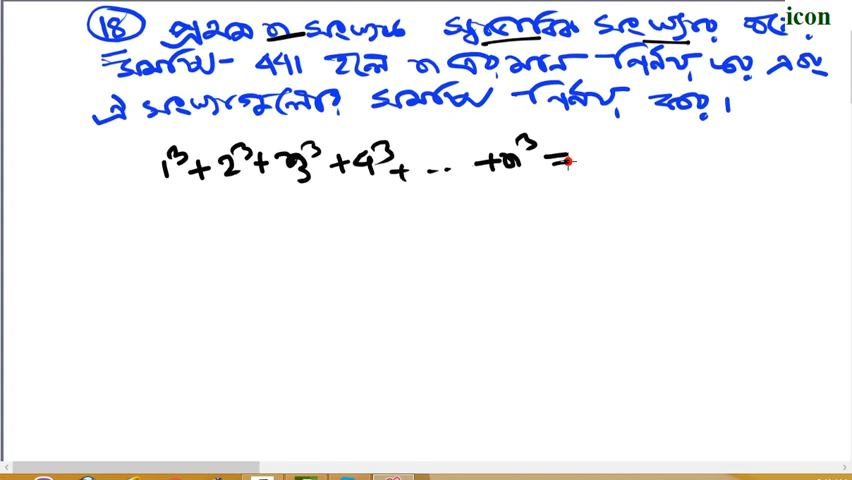 icon
(18) প্রথম n সংখ্যক স্বাভাবিক সংখ্যার ঘনের
সমষ্টি 441 হলে n এর মান নির্ণয় কর এবং
ঐ সংখ্যাগুলোর সমষ্টি নির্ণয় কর।
1³ + 2³ + 3³ + 4³ + ... + n³ =